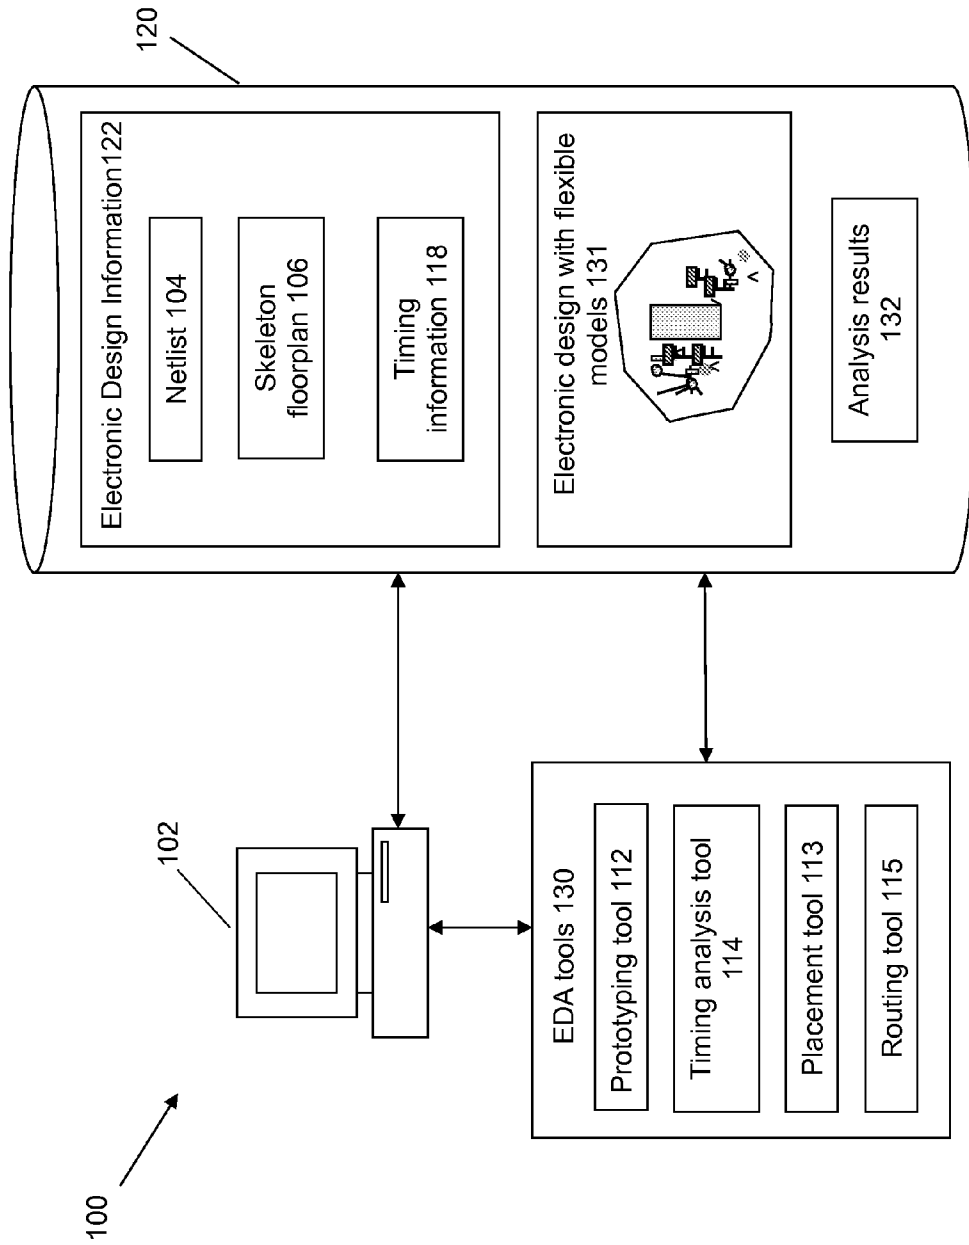 100
102
120
EDA tools 130
Prototyping tool 112
Timing analysis tool
114
Placement tool 113
Routing tool 115
Electronic Design Information122
Netlist 104
Skeleton
floorplan 106
Timing
information 118
Electronic design with flexible
models 131
Analysis results
132